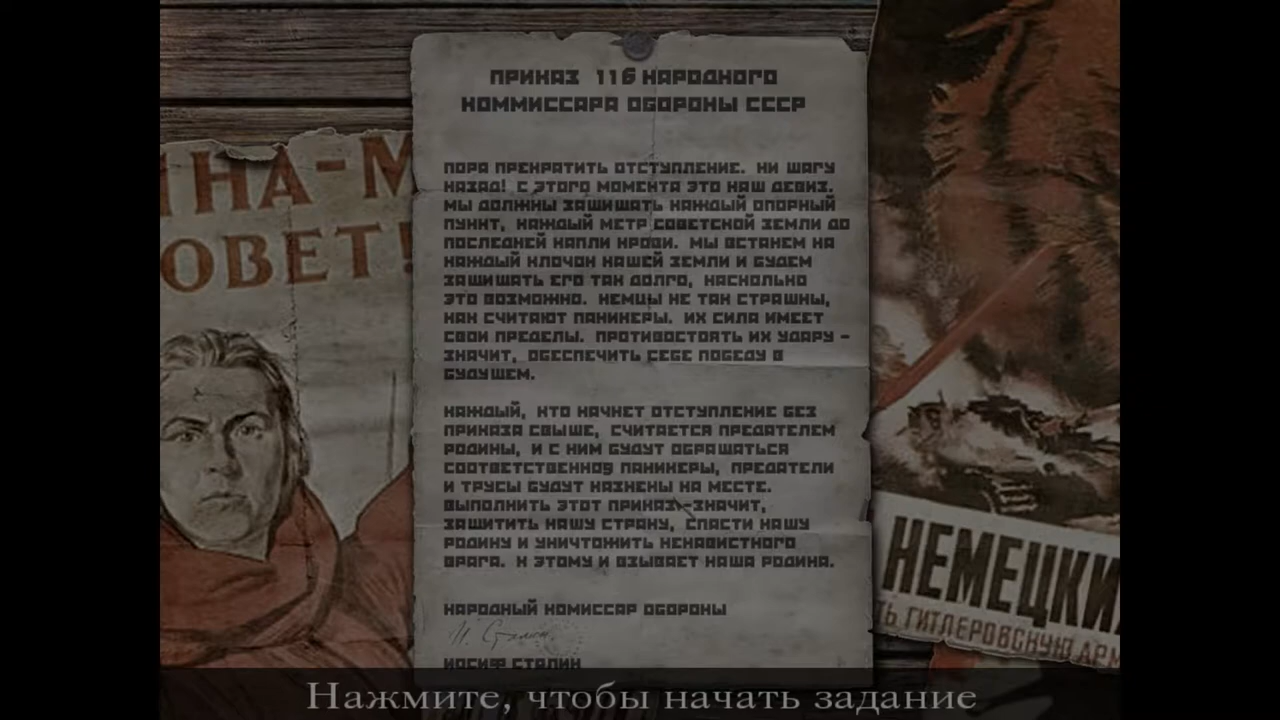 ПРИКАЗ 116 НАРОДНОГО
КОММИССАРА ОБОРОНЫ СССР
ПОРА ПРЕКРАТИТЬ ОТСТУПЛЕНИЕ. НИ ШАГУ
НАЗАД! С ЭТОГО МОМЕНТА ЭТО НАШ ДЕВИЗ.
МЫ ДОЛЖНЫ ЗАЩИЩАТЬ КАЖДЫЙ ОПОРНЫЙ
ПУНКТ, КАЖДЫЙ МЕТР СОВЕТСКОЙ ЗЕМЛИ ДО
ПОСЛЕДНЕЙ КАПЛИ КРОВИ. МЫ ВСТАНЕМ НА
КАЖДЫЙ КЛОЧОК НАШЕЙ ЗЕМЛИ И БУДЕМ
ЗАЩИЩАТЬ ЕГО ТАК ДОЛГО, НАСКОЛЬКО
ЭТО ВОЗМОЖНО. НЕМЦЫ НЕ ТАК СТРАШНЫ,
КАК СЧИТАЮТ ПАНИКЕРЫ. ИХ СИЛА ИМЕЕТ
СВОИ ПРЕДЕЛЫ. ПРОТИВОСТОЯТЬ ИХ УДАРУ -
ЗНАЧИТ, ОБЕСПЕЧИТЬ СЕБЕ ПОБЕДУ В
БУДУЩЕМ.
КАЖДЫЙ, КТО НАЧНЕТ ОТСТУПЛЕНИЕ БЕЗ
ПРИКАЗА СВЫШЕ, СЧИТАЕТСЯ ПРЕДАТЕЛЕМ
РОДИНЫ, И С НИМ БУДУТ ОБРАЩАТЬСЯ
СООТВЕТСТВЕННОЮ ПАНИКЕРЫ, ПРЕДАТЕЛИ
И ТРУСЫ БУДУТ КАЗНЕНЫ НА МЕСТЕ.
ВЫПОЛНИТЬ ЭТОТ ПРИКАЗ -ЗНАЧИТ,
ЗАЩИТИТЬ НАШУ СТРАНУ, СПАСТИ НАШУ
РОДИНУ И УНИЧТОЖИТЬ НЕНАВИСТНОГО
ВРАГА. К ЭТОМУ И ВЗЫВАЕТ НАША РОДИНА.
НАРОДНЫЙ КОМИССАР ОБОРОНЫ
И. Сталин
ИОСИФ СТАЛИН
ИНА-М
ОВЕТ!
НЕМЕЦКИ
ТЬ ГИТЛЕРОВСКУЮ АРМ
Нажмите, чтобы начать задание